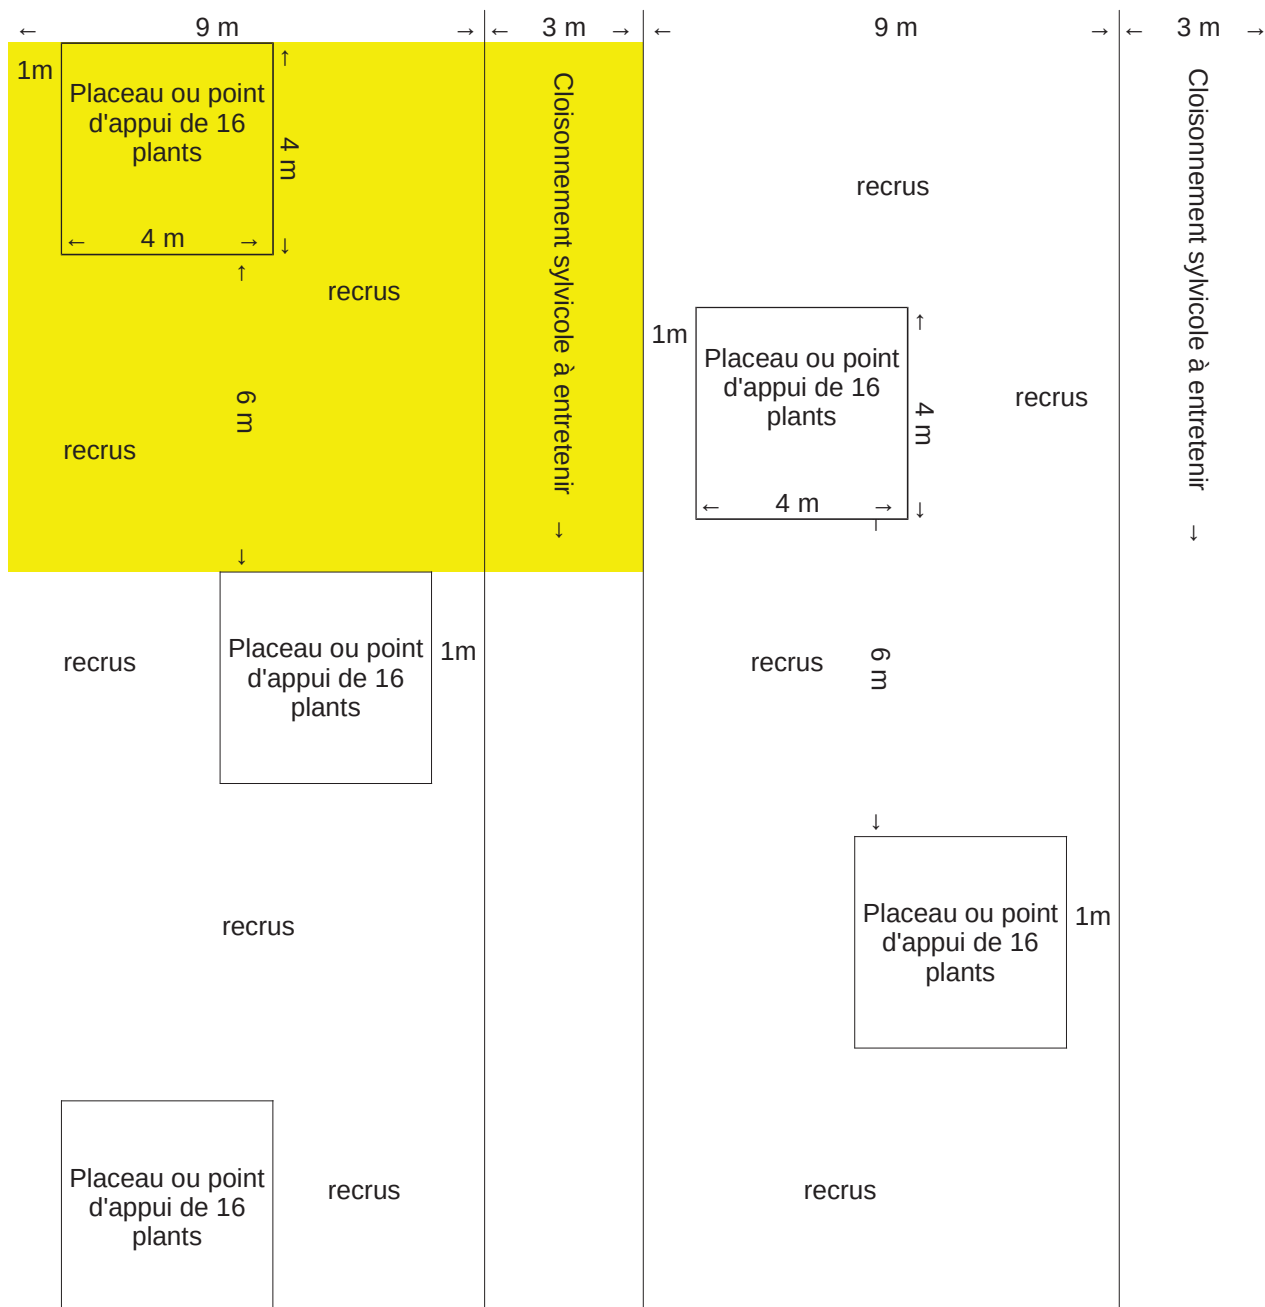 ← 9 m → ← 3 m → ← 9 m → ← 3 m →
1m
Placeau ou point
d'appui de 16
plants
↑
4 m
↓
← 4 m →
↑
6 m
↓
recrus
recrus
Cloisonnement sylvicole à entretenir →
recrus
Placeau ou point
d'appui de 16
plants
1m
recrus
Placeau ou point
d'appui de 16
plants
recrus
recrus
1m
Placeau ou point
d'appui de 16
plants
↑
4 m
↓
← 4 m →
recrus
recrus
6 m
↓
Placeau ou point
d'appui de 16
plants
1m
recrus
Cloisonnement sylvicole à entretenir →